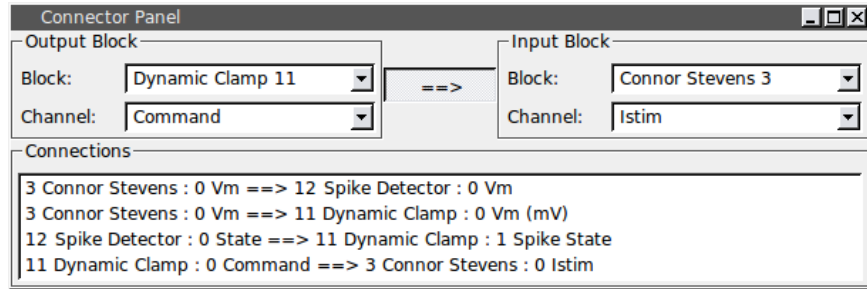 Connector Panel
Output Block
Input Block
Block: Dynamic Clamp 11
==>
Block: Connor Stevens 3
Channel: Command
Channel: Istim
Connections
3 Connor Stevens : 0 Vm ==> 12 Spike Detector : 0 Vm
3 Connor Stevens : 0 Vm ==> 11 Dynamic Clamp : 0 Vm (mV)
12 Spike Detector : 0 State ==> 11 Dynamic Clamp : 1 Spike State
11 Dynamic Clamp : 0 Command ==> 3 Connor Stevens : 0 Istim